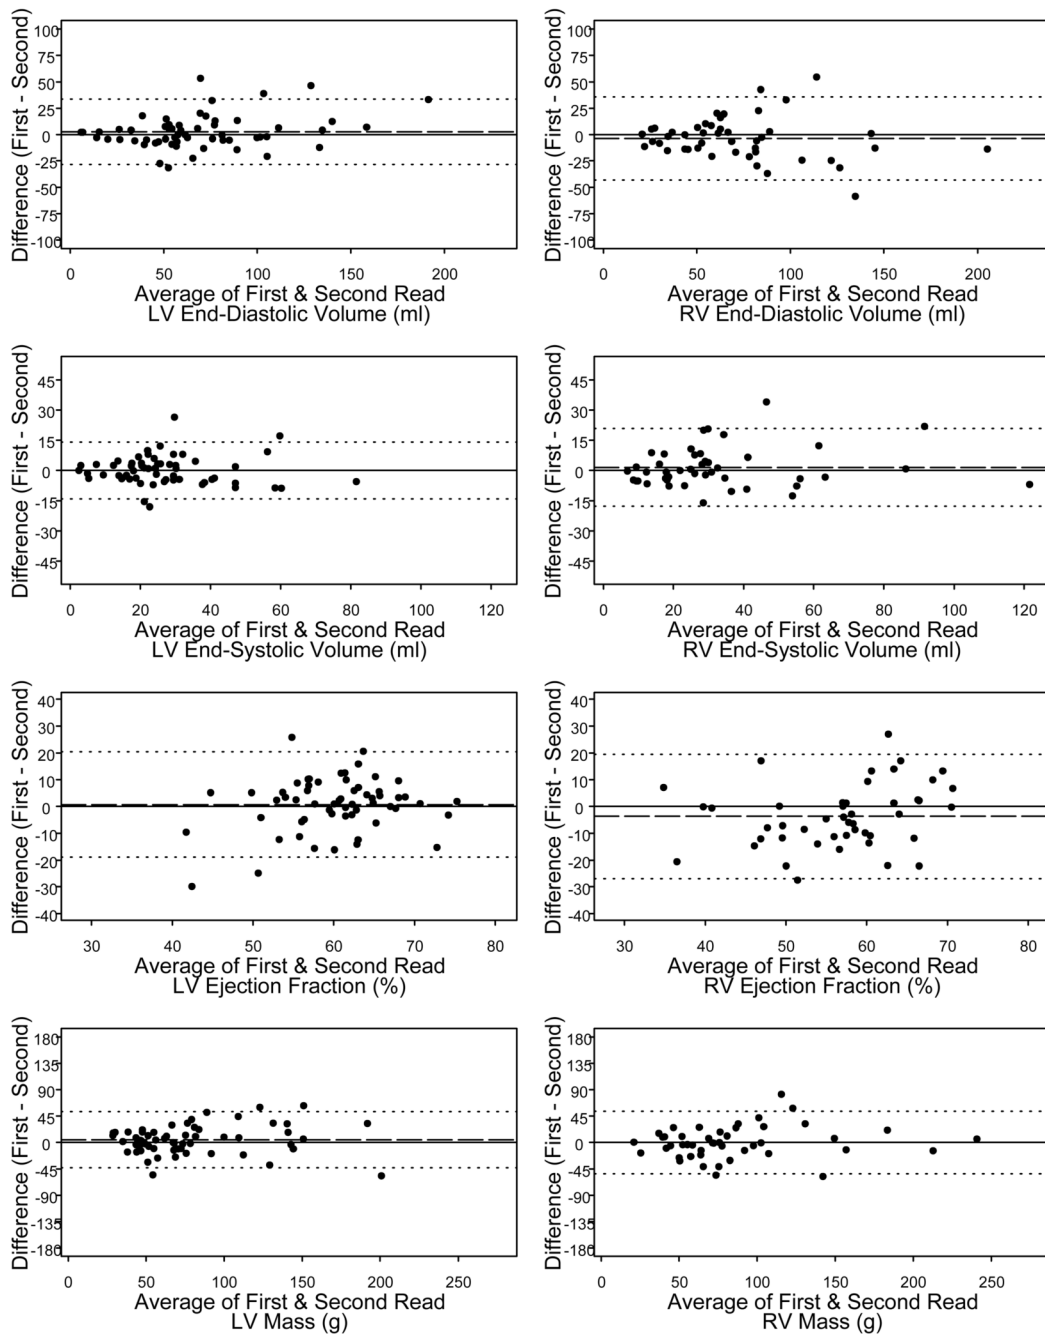 Difference (First - Second)
100
75
50
25
0
-25
-50
-75
-100
0 50 100 150 200
Average of First & Second Read
LV End-Diastolic Volume (ml)
Difference (First - Second)
100
75
50
25
0
-25
-50
-75
-100
0 50 100 150 200
Average of First & Second Read
RV End-Diastolic Volume (ml)
Difference (First - Second)
45
30
15
0
-15
-30
-45
0 20 40 60 80 100 120
Average of First & Second Read
LV End-Systolic Volume (ml)
Difference (First - Second)
45
30
15
0
-15
-30
-45
0 20 40 60 80 100 120
Average of First & Second Read
RV End-Systolic Volume (ml)
Difference (First - Second)
40
30
20
10
0
-10
-20
-30
-40
30 40 50 60 70 80
Average of First & Second Read
LV Ejection Fraction (%)
Difference (First - Second)
40
30
20
10
0
-10
-20
-30
-40
30 40 50 60 70 80
Average of First & Second Read
RV Ejection Fraction (%)
Difference (First - Second)
180
135
90
45
0
-45
-90
-135
-180
0 50 100 150 200 250
Average of First & Second Read
LV Mass (g)
Difference (First - Second)
180
135
90
45
0
-45
-90
-135
-180
0 50 100 150 200 250
Average of First & Second Read
RV Mass (g)